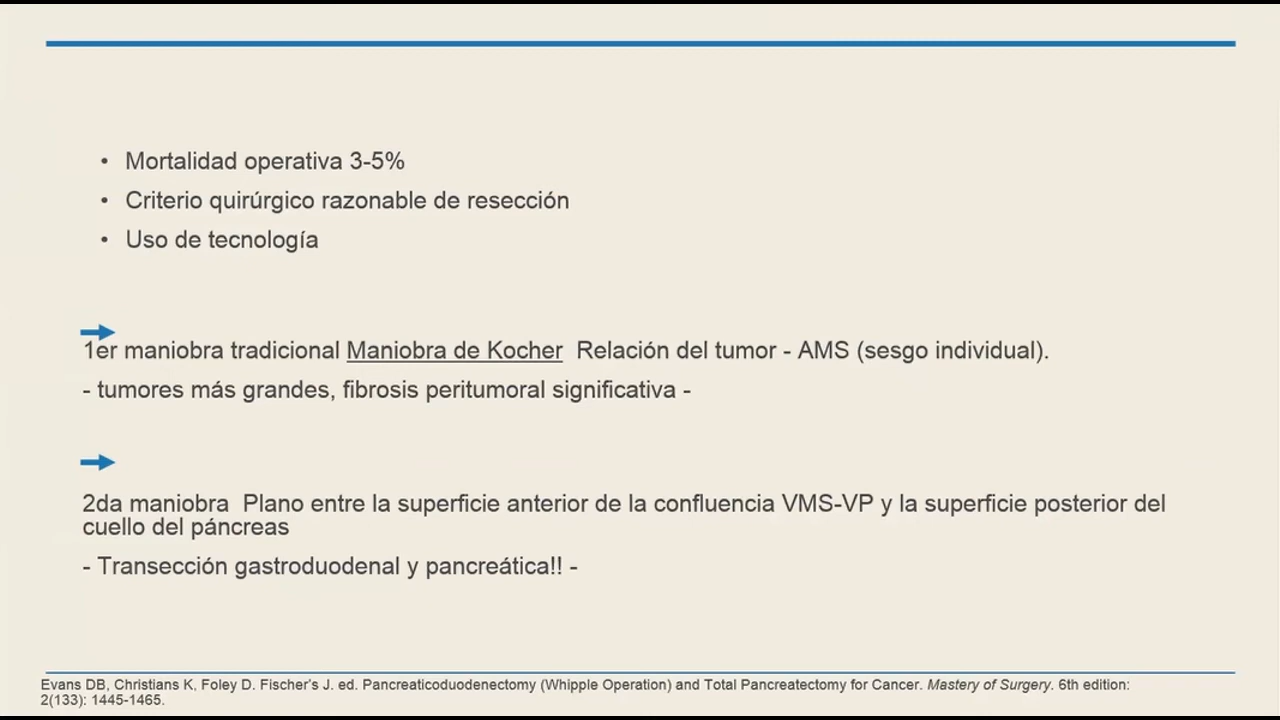 • Mortalidad operativa 3-5%
• Criterio quirúrgico razonable de resección
• Uso de tecnología
1er maniobra tradicional Maniobra de Kocher Relación del tumor - AMS (sesgo individual).
- tumores más grandes, fibrosis peritumoral significativa -
2da maniobra Plano entre la superficie anterior de la confluencia VMS-VP y la superficie posterior del
cuello del páncreas
- Transección gastroduodenal y pancreática!! -
Evans DB, Christians K, Foley D. Fischer's J. ed. Pancreaticoduodenectomy (Whipple Operation) and Total Pancreatectomy for Cancer. Mastery of Surgery. 6th edition:
2(133): 1445-1465.